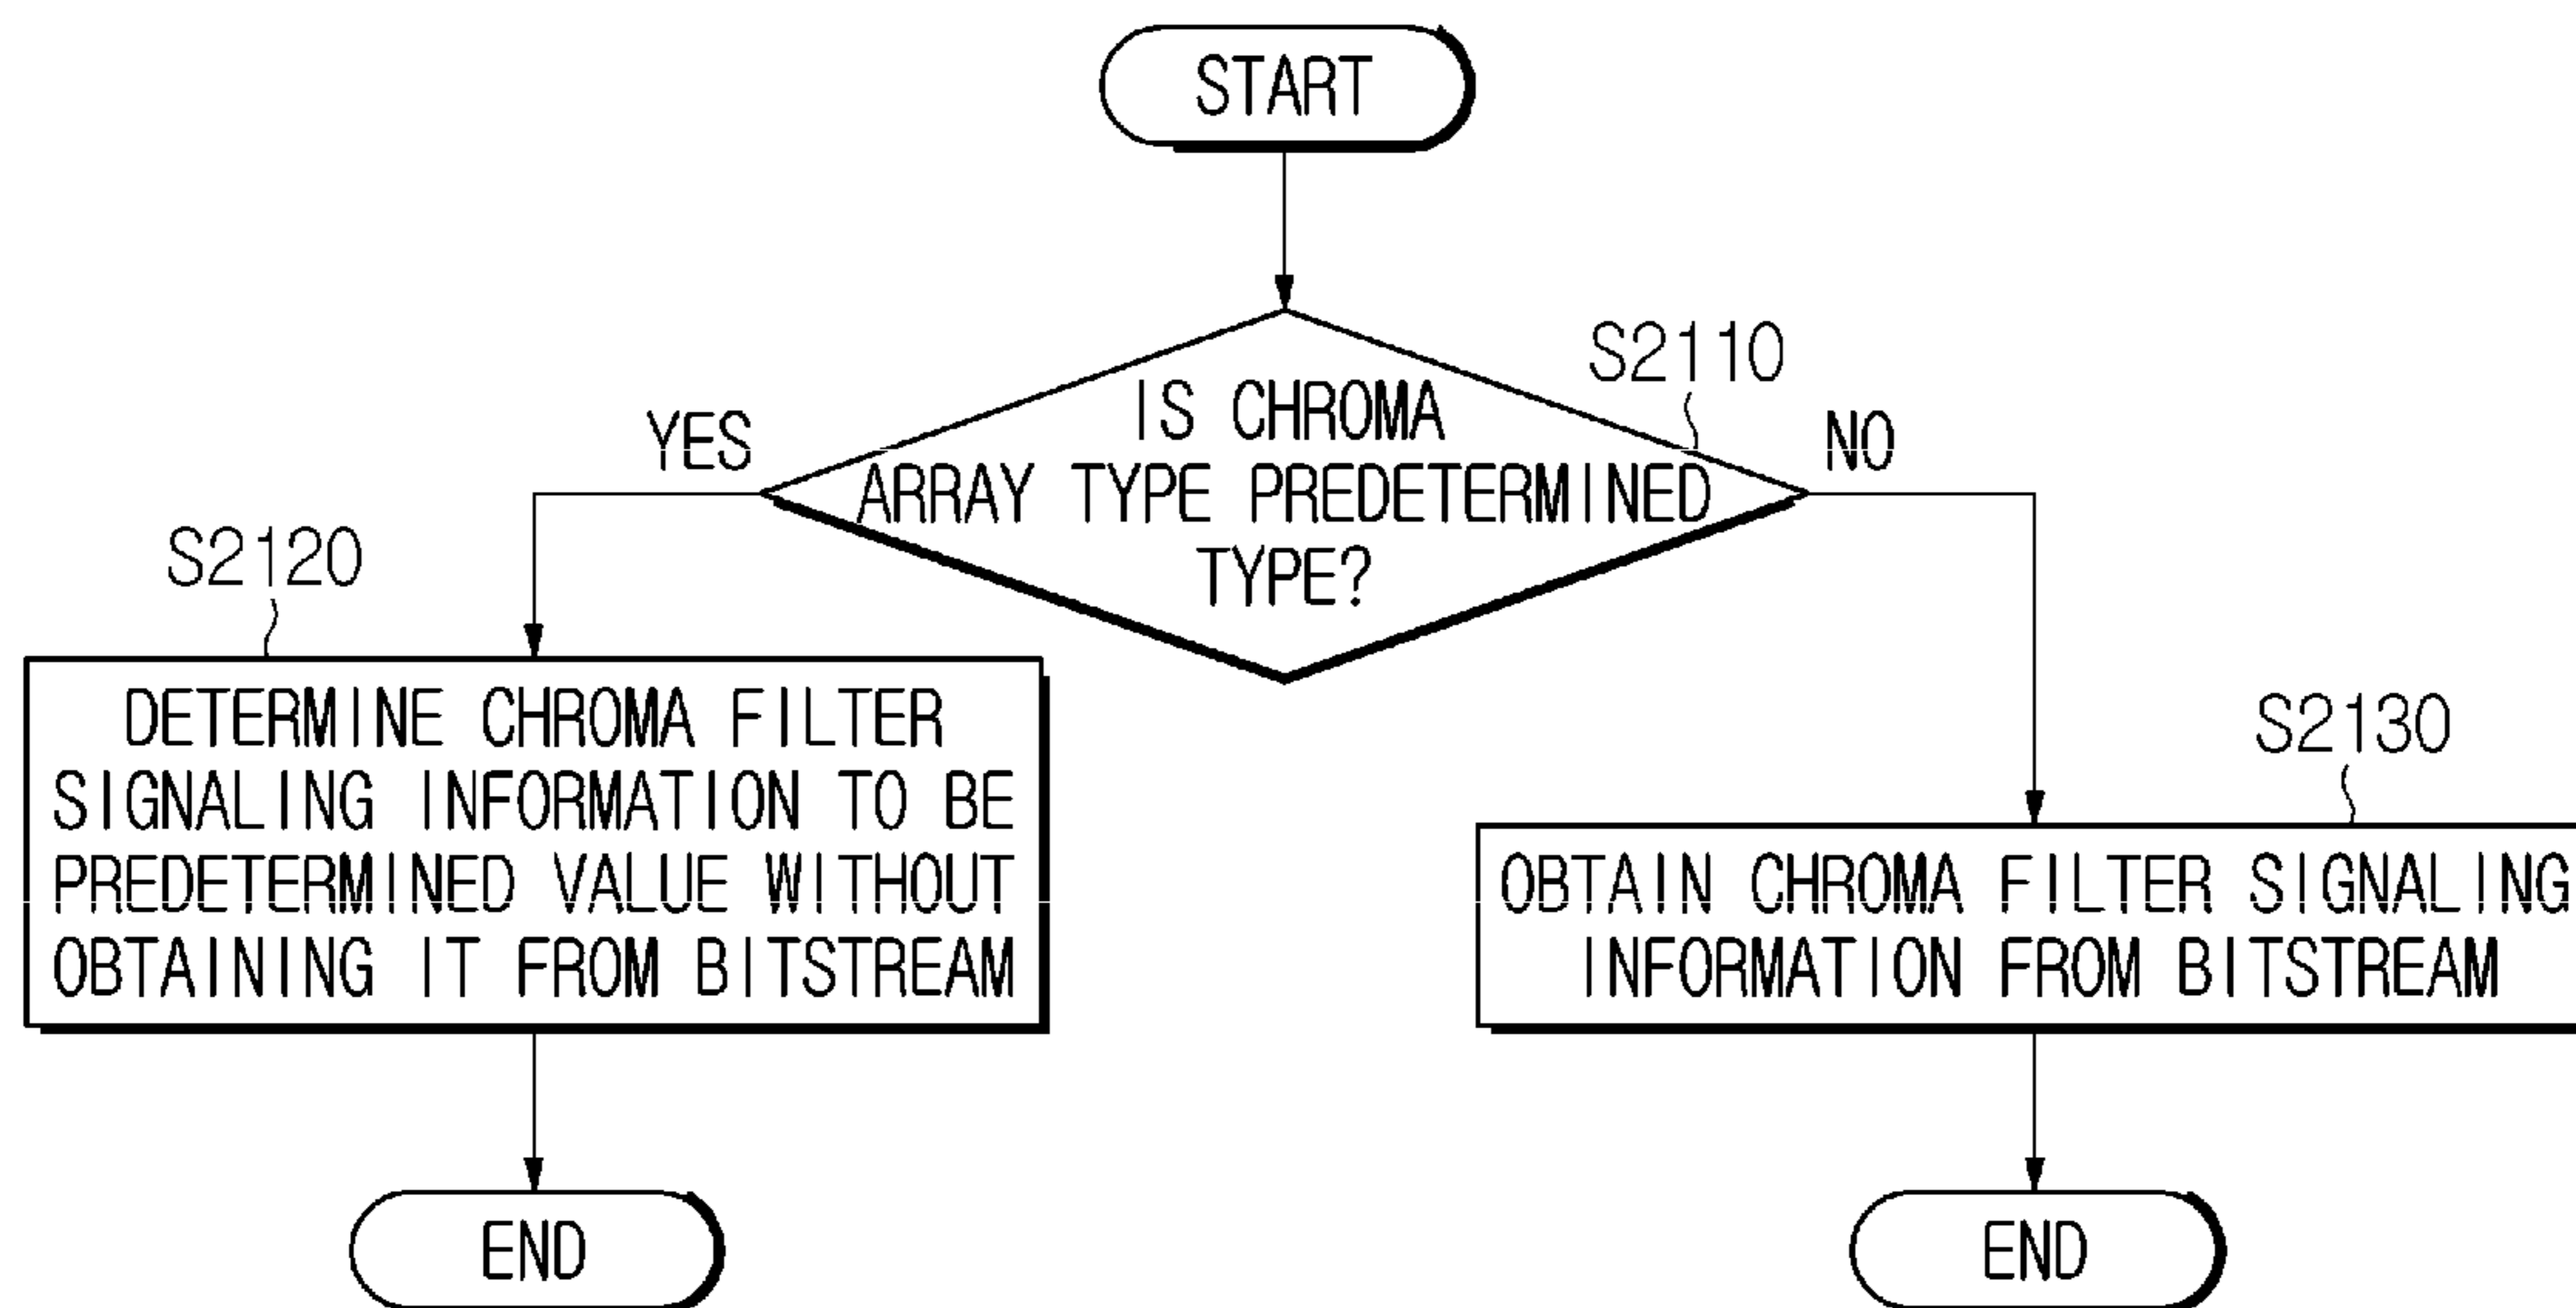 START
S2110
IS CHROMA
ARRAY TYPE PREDETERMINED
TYPE?
YES
NO
S2120
DETERMINE CHROMA FILTER
SIGNALING INFORMATION TO BE
PREDETERMINED VALUE WITHOUT
OBTAINING IT FROM BITSTREAM
S2130
OBTAIN CHROMA FILTER SIGNALING
INFORMATION FROM BITSTREAM
END
END